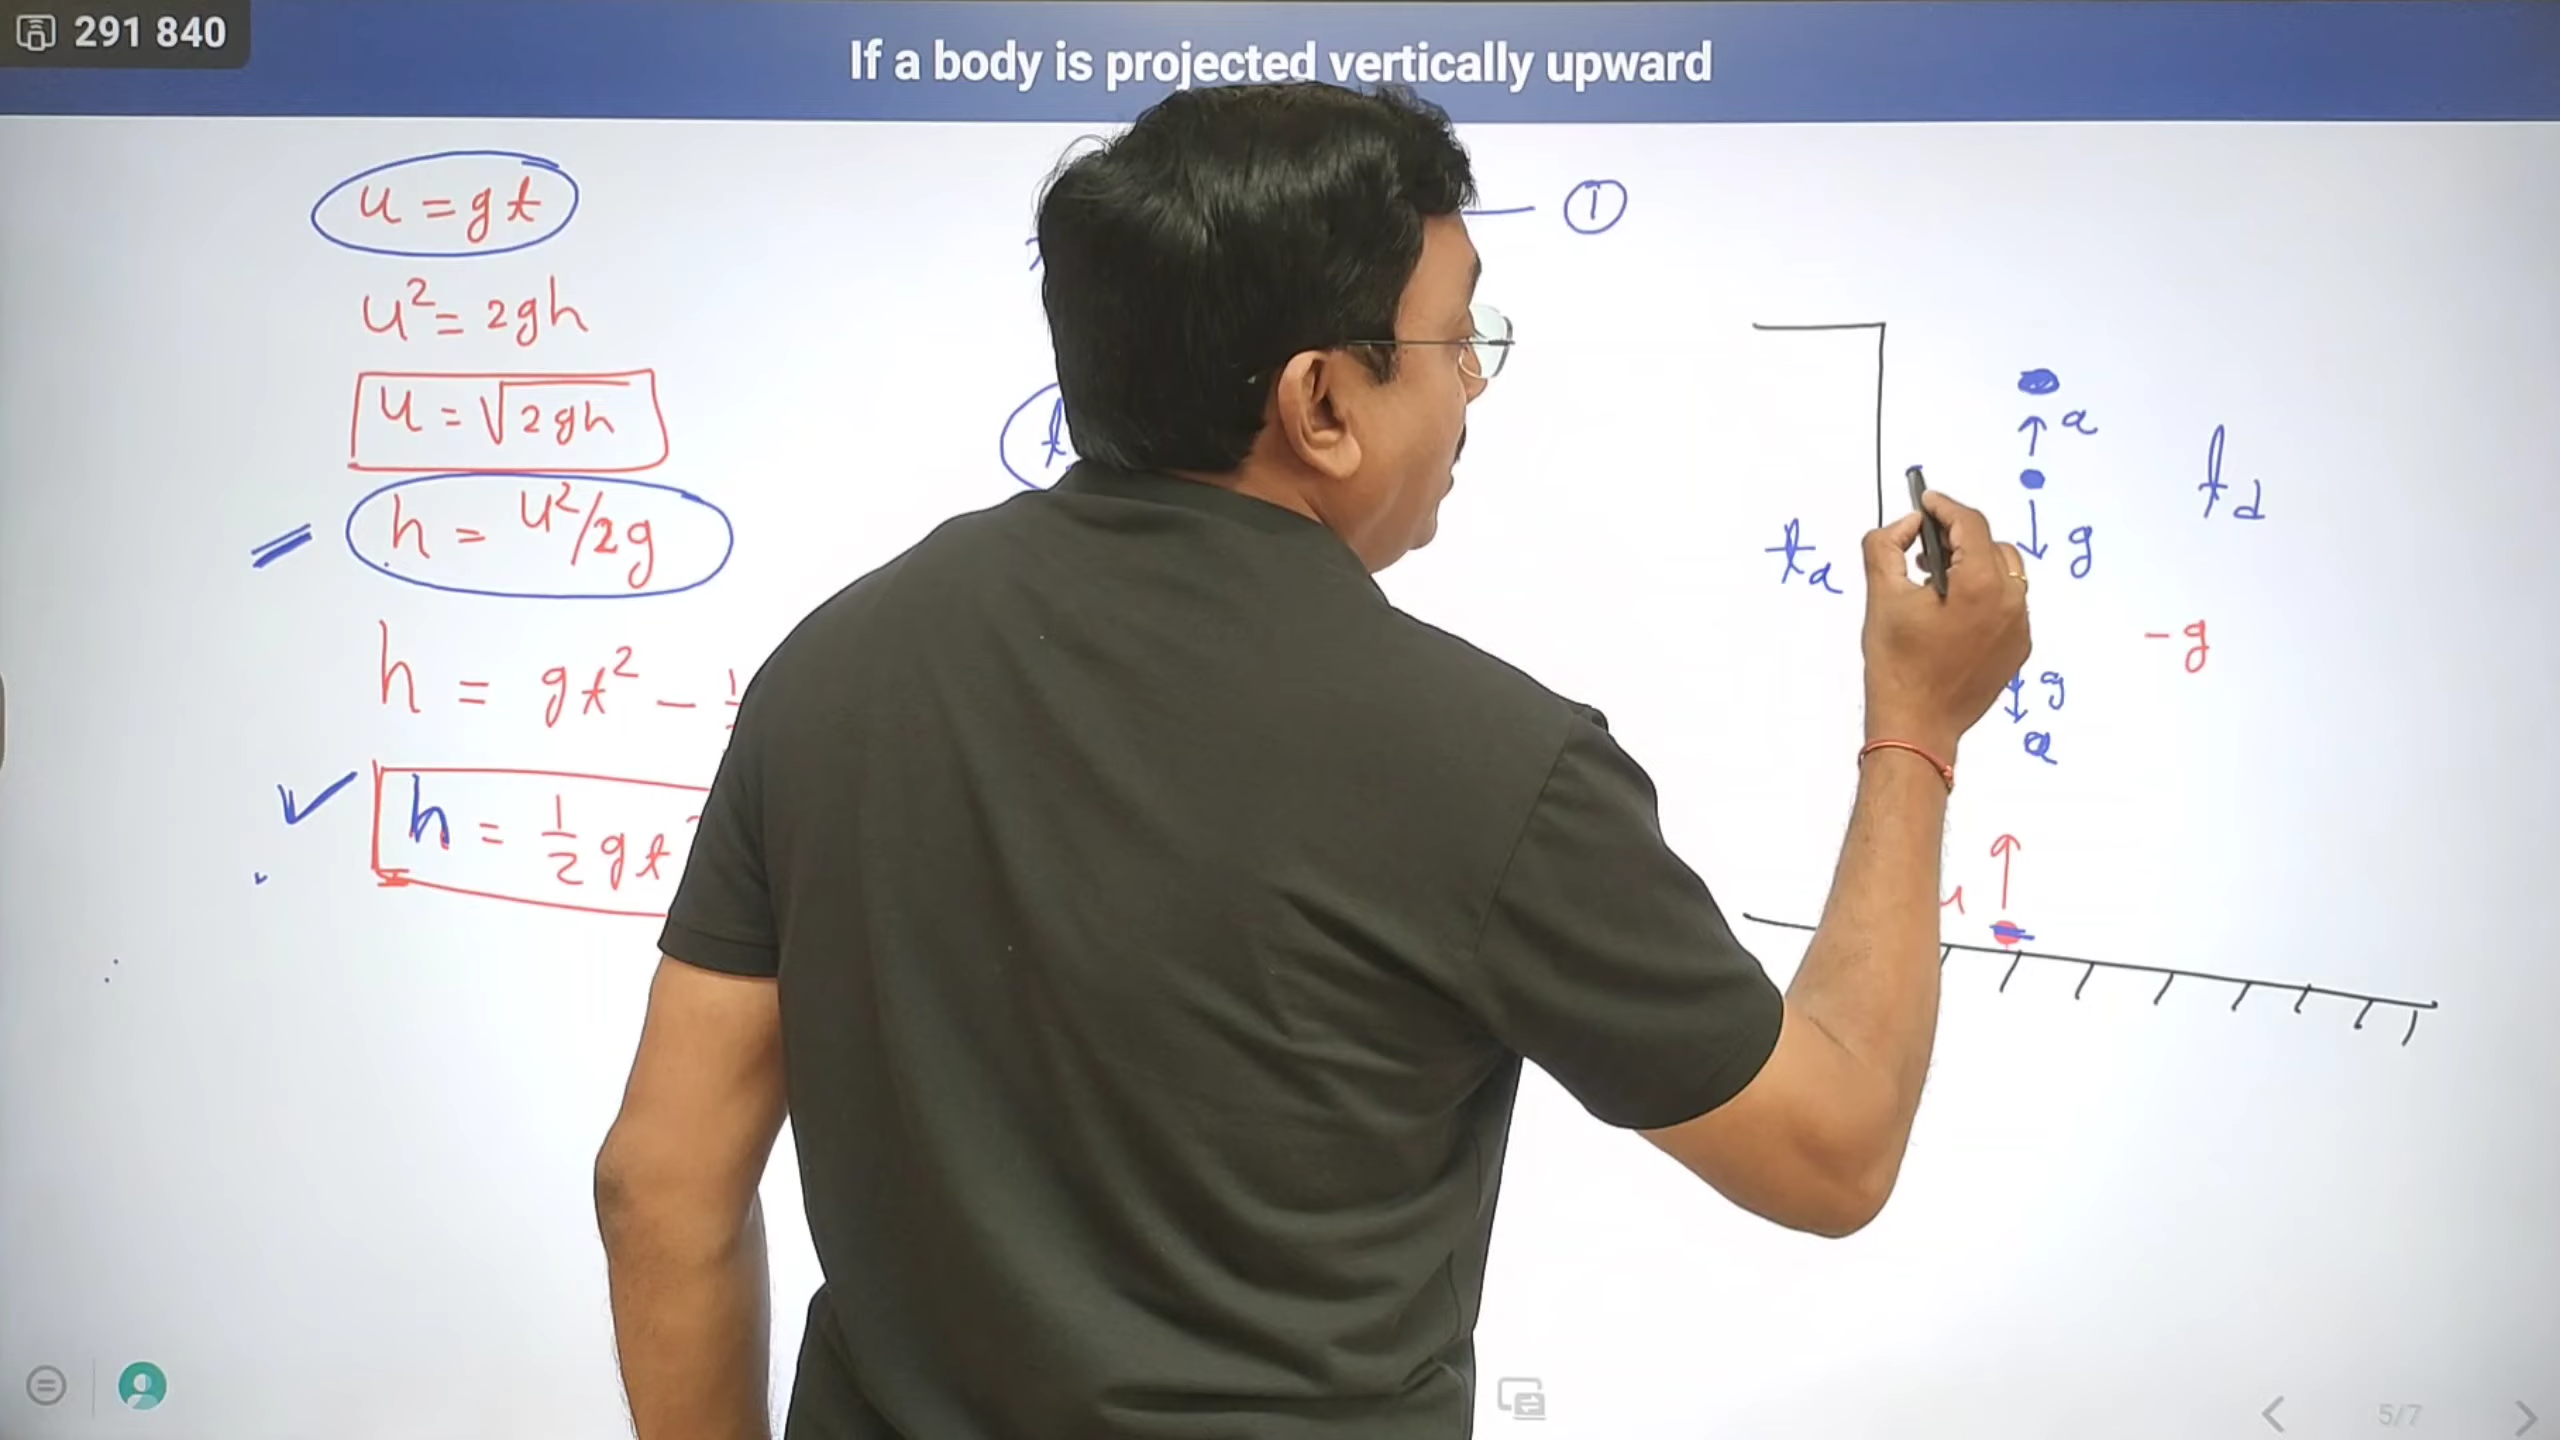 291 840
If a body is projected vertically upward
u = gt
u² = 2gh
u = √2gh
h = u²/2g
h = gt² - 1
h = 1/2 gt
①
t
a
g
td
ta
-g
g
a
u
5/7